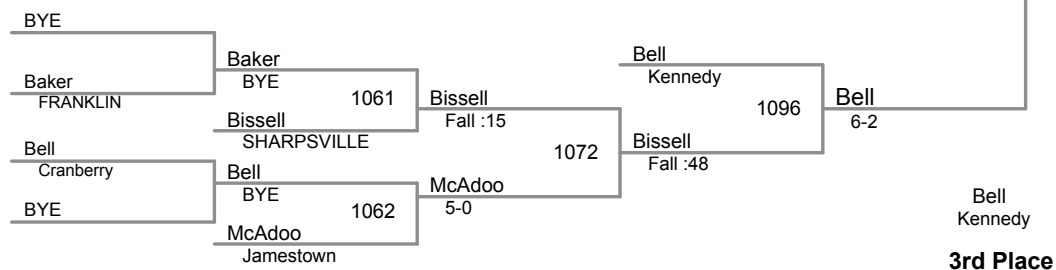 BYE
Baker
FRANKLIN
Bell
Cranberry
BYE
Baker
BYE
1061
Bissell
SHARPSVILLE
Bell
BYE
1062
McAdoo
Jamestown
Bissell
Fall :15
1072
McAdoo
5-0
Bell
Kennedy
1096
Bissell
Fall :48
Bell
6-2
Bell
Kennedy
3rd Place